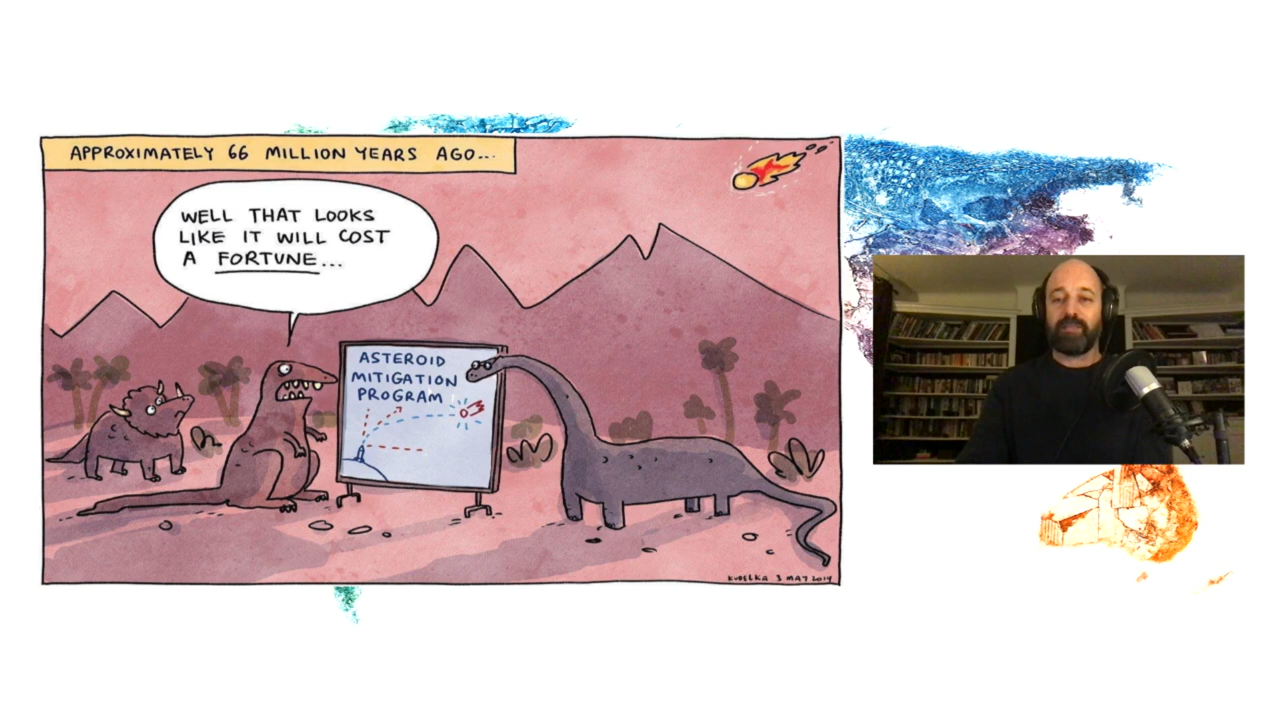 APPROXIMATELY 66 MILLION YEARS AGO...
WELL THAT LOOKS
LIKE IT WILL COST
A FORTUNE...
ASTEROID
MITIGATION
PROGRAM
KUDELKA 3 MAY 2019